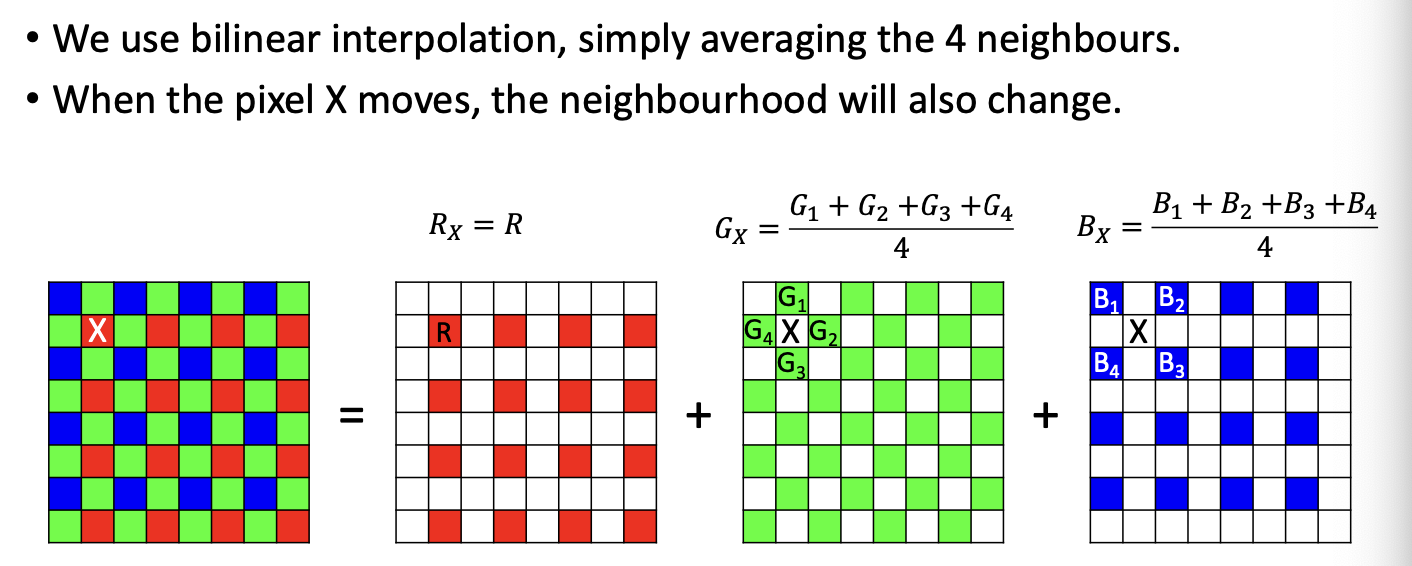 • We use bilinear interpolation, simply averaging the 4 neighbours.
• When the pixel X moves, the neighbourhood will also change.
R_X = R
G_X = (G_1 + G_2 +G_3 +G_4) / 4
B_X = (B_1 + B_2 +B_3 +B_4) / 4
X
=
R
+
G_1
G_4 X G_2
G_3
+
B_1 B_2
X
B_4 B_3